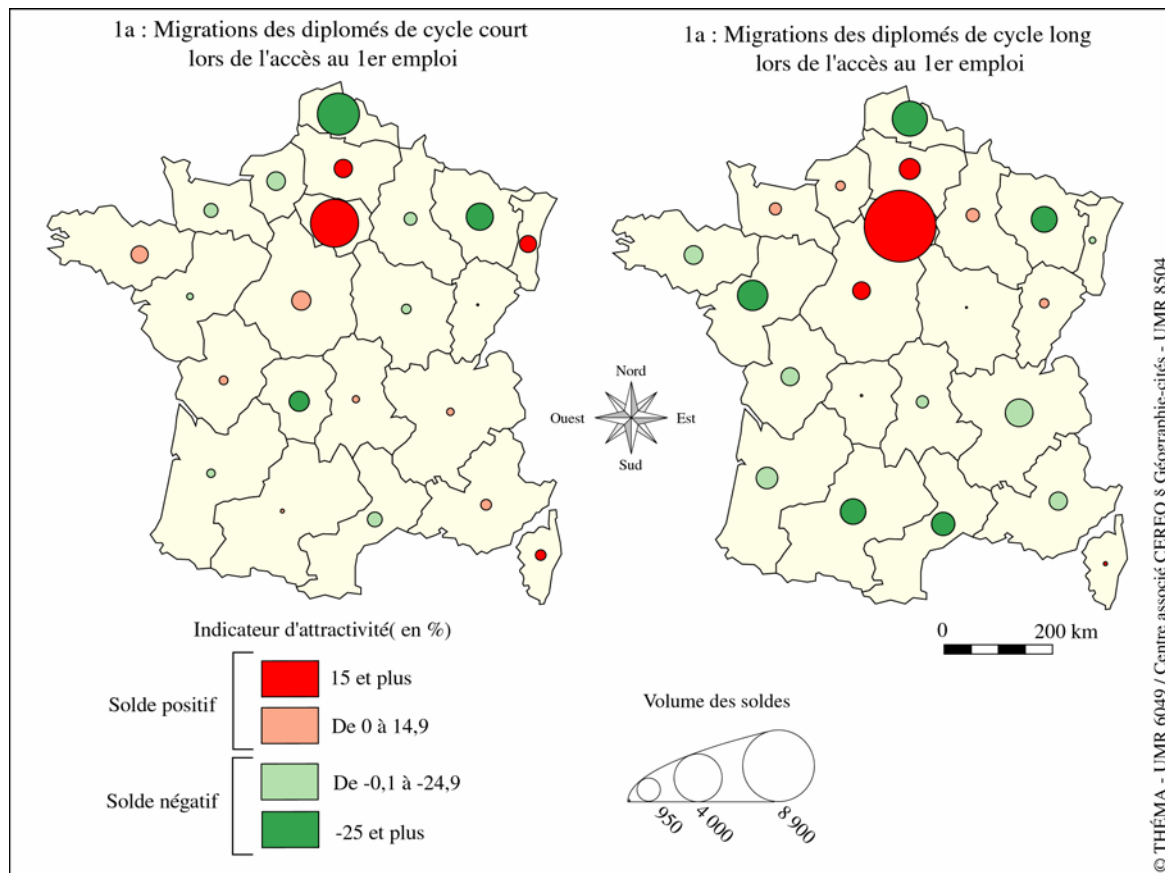 1a : Migrations des diplomés de cycle court
lors de l'accès au 1er emploi
1a : Migrations des diplomés de cycle long
lors de l'accès au 1er emploi
Nord
Ouest
Est
Sud
Indicateur d'attractivité( en %)
Solde positif
15 et plus
De 0 à 14,9
Solde négatif
De -0,1 à -24,9
-25 et plus
0
200 km
Volume des soldes
950
4 000
8 900
© THÉMA - UMR 6049 / Centre associé CEREQ & Géographie-cités - UMR 8504